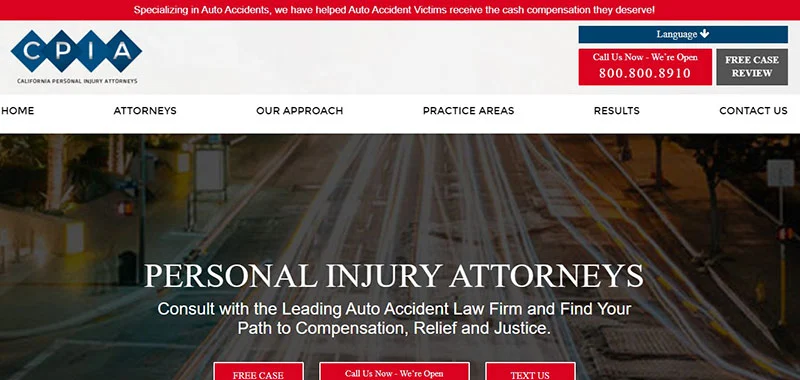 Specializing in Auto Accidents, we have helped Auto Accident Victims receive the cash compensation they deserve!
CPIA
CALIFORNIA PERSONAL INJURY ATTORNEYS
Language
Call Us Now - We're Open
800.800.8910
FREE CASE
REVIEW
HOME ATTORNEYS OUR APPROACH PRACTICE AREAS RESULTS CONTACT US
PERSONAL INJURY ATTORNEYS
Consult with the Leading Auto Accident Law Firm and Find Your
Path to Compensation, Relief and Justice.
FREE CASE Call Us Now - We're Open TEXT US